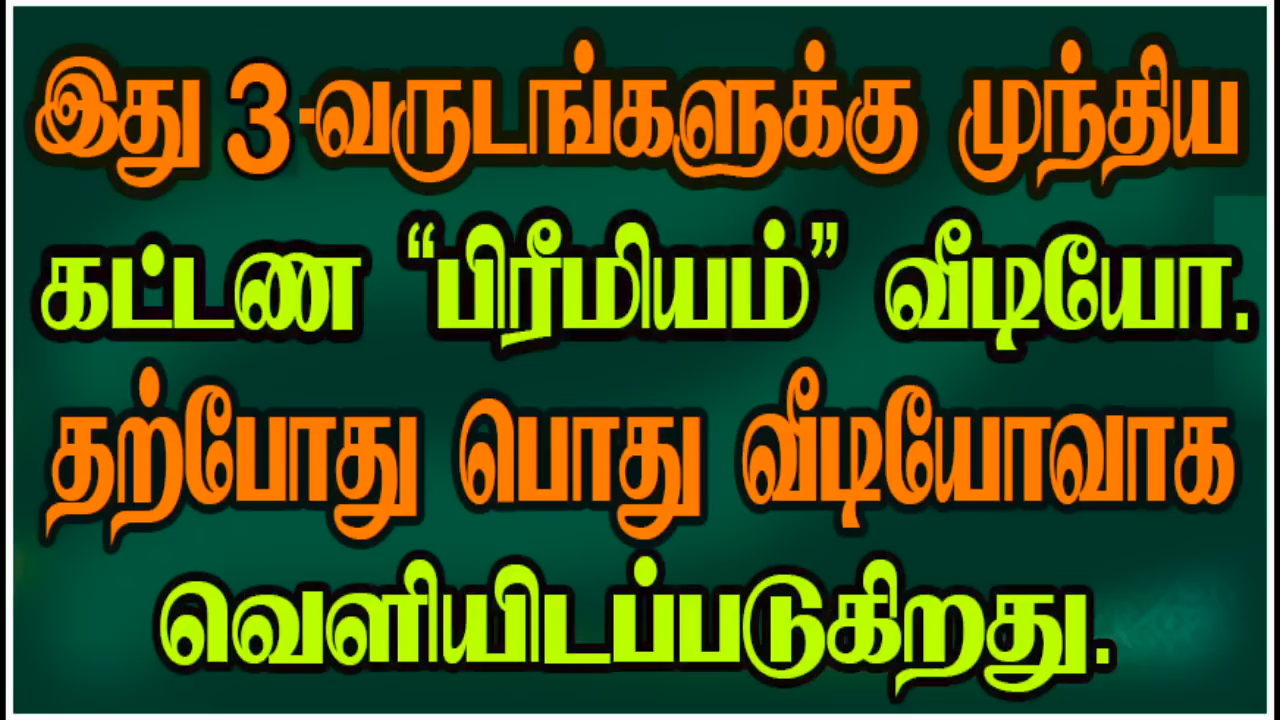 இது 3-வருடங்களுக்கு முந்திய
கட்டண “பிரீமியம்” வீடியோ.
தற்போது பொது வீடியோவாக
வெளியிடப்படுகிறது.